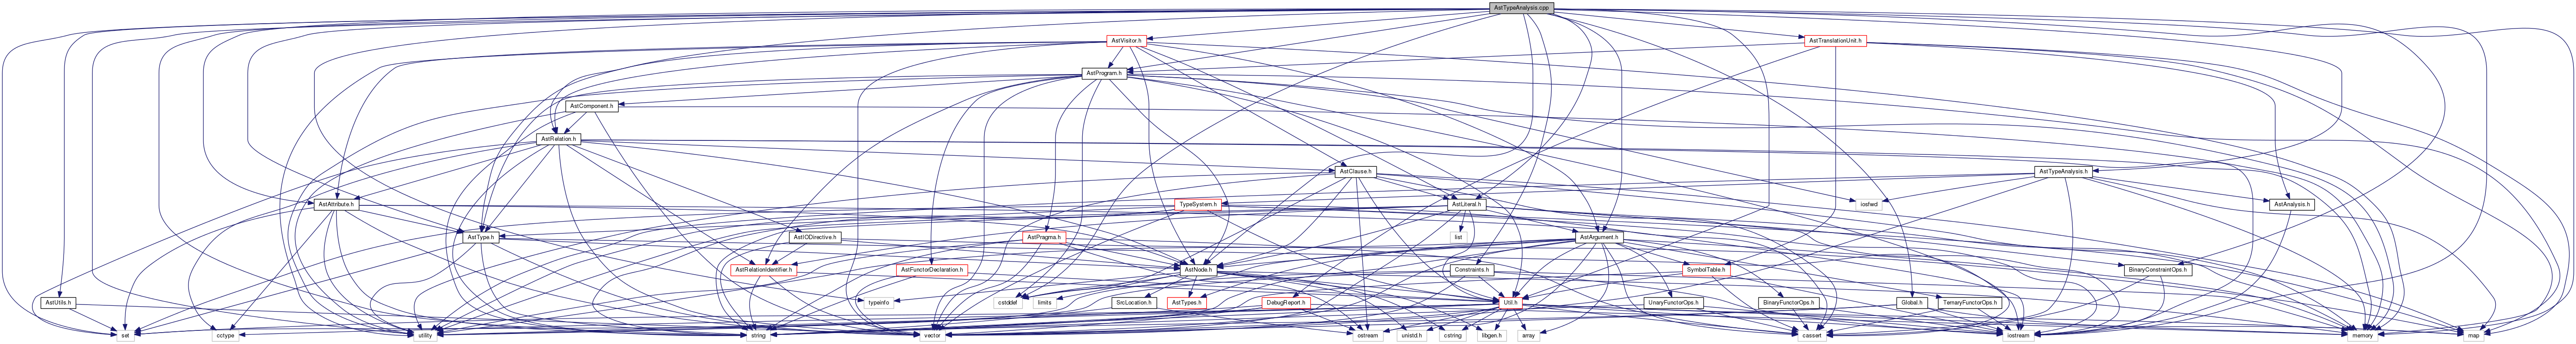 AstTypeAnalysis.cpp
AstVisitor.h
AstTranslationUnit.h
AstProgram.h
AstComponent.h
AstRelation.h
AstClause.h
AstTypeAnalysis.h
AstAttribute.h
TypeSystem.h
AstLiteral.h
iosfwd
AstAnalysis.h
AstType.h
AstIODirective.h
AstPragma.h
list
AstArgument.h
AstRelationIdentifier.h
AstFunctorDeclaration.h
AstNode.h
Constraints.h
SymbolTable.h
BinaryConstraintOps.h
AstUtils.h
typeinfo
cstddef
limits
SrcLocation.h
AstTypes.h
DebugReport.h
Util.h
UnaryFunctorOps.h
BinaryFunctorOps.h
Global.h
TernaryFunctorOps.h
set
cctype
utility
string
vector
ostream
unistd.h
cstring
libgen.h
array
cassert
iostream
memory
map